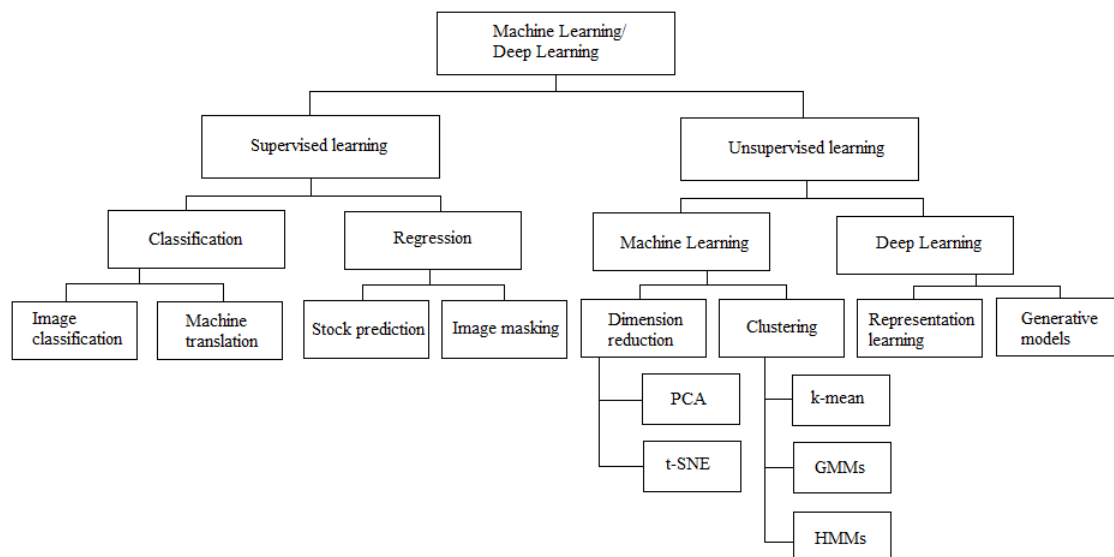 Machine Learning/
Deep Learning
Supervised learning
Unsupervised learning
Classification
Regression
Machine Learning
Deep Learning
Image
classification
Machine
translation
Stock prediction
Image masking
Dimension
reduction
Clustering
Representation
learning
Generative
models
PCA
k-mean
t-SNE
GMMs
HMMs